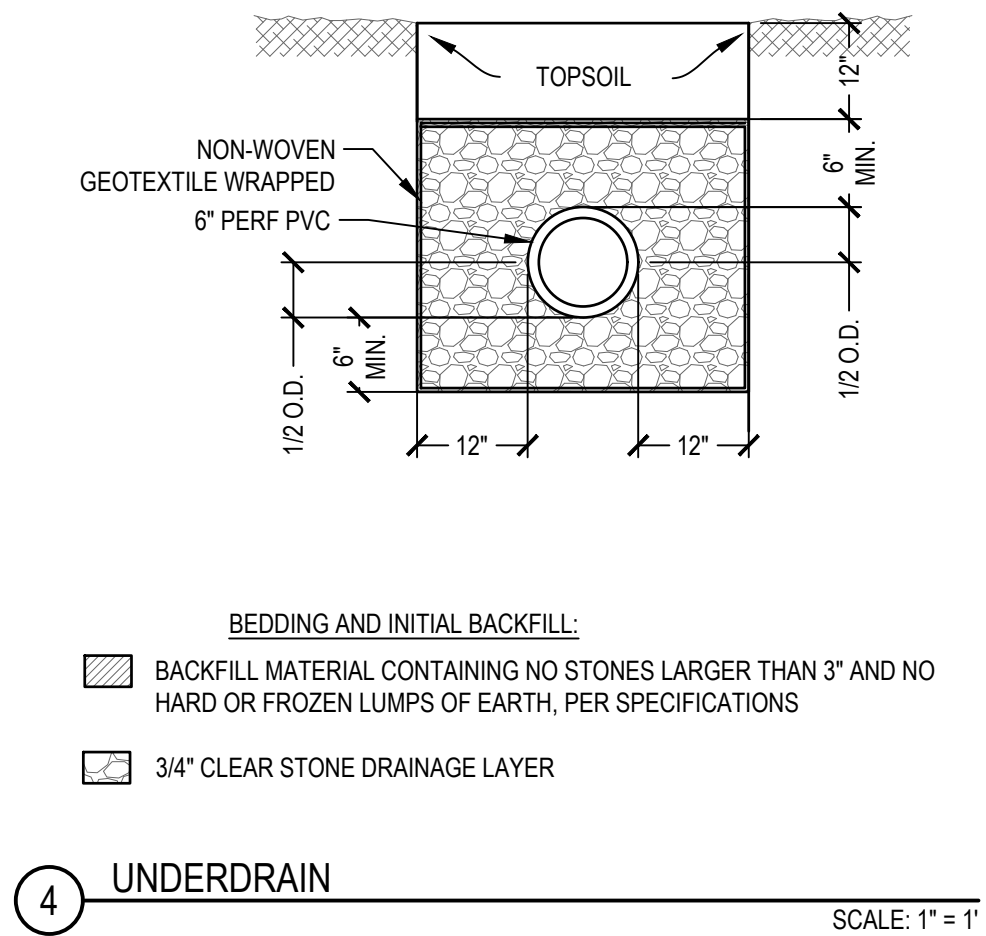 TOPSOIL
12"
NON-WOVEN
GEOTEXTILE WRAPPED
6" PERF PVC
6"
MIN.
1/2 O.D.
6"
MIN.
1/2 O.D.
12"
12"
BEDDING AND INITIAL BACKFILL:
BACKFILL MATERIAL CONTAINING NO STONES LARGER THAN 3" AND NO
HARD OR FROZEN LUMPS OF EARTH, PER SPECIFICATIONS
3/4" CLEAR STONE DRAINAGE LAYER
4
UNDERDRAIN
SCALE: 1" = 1'